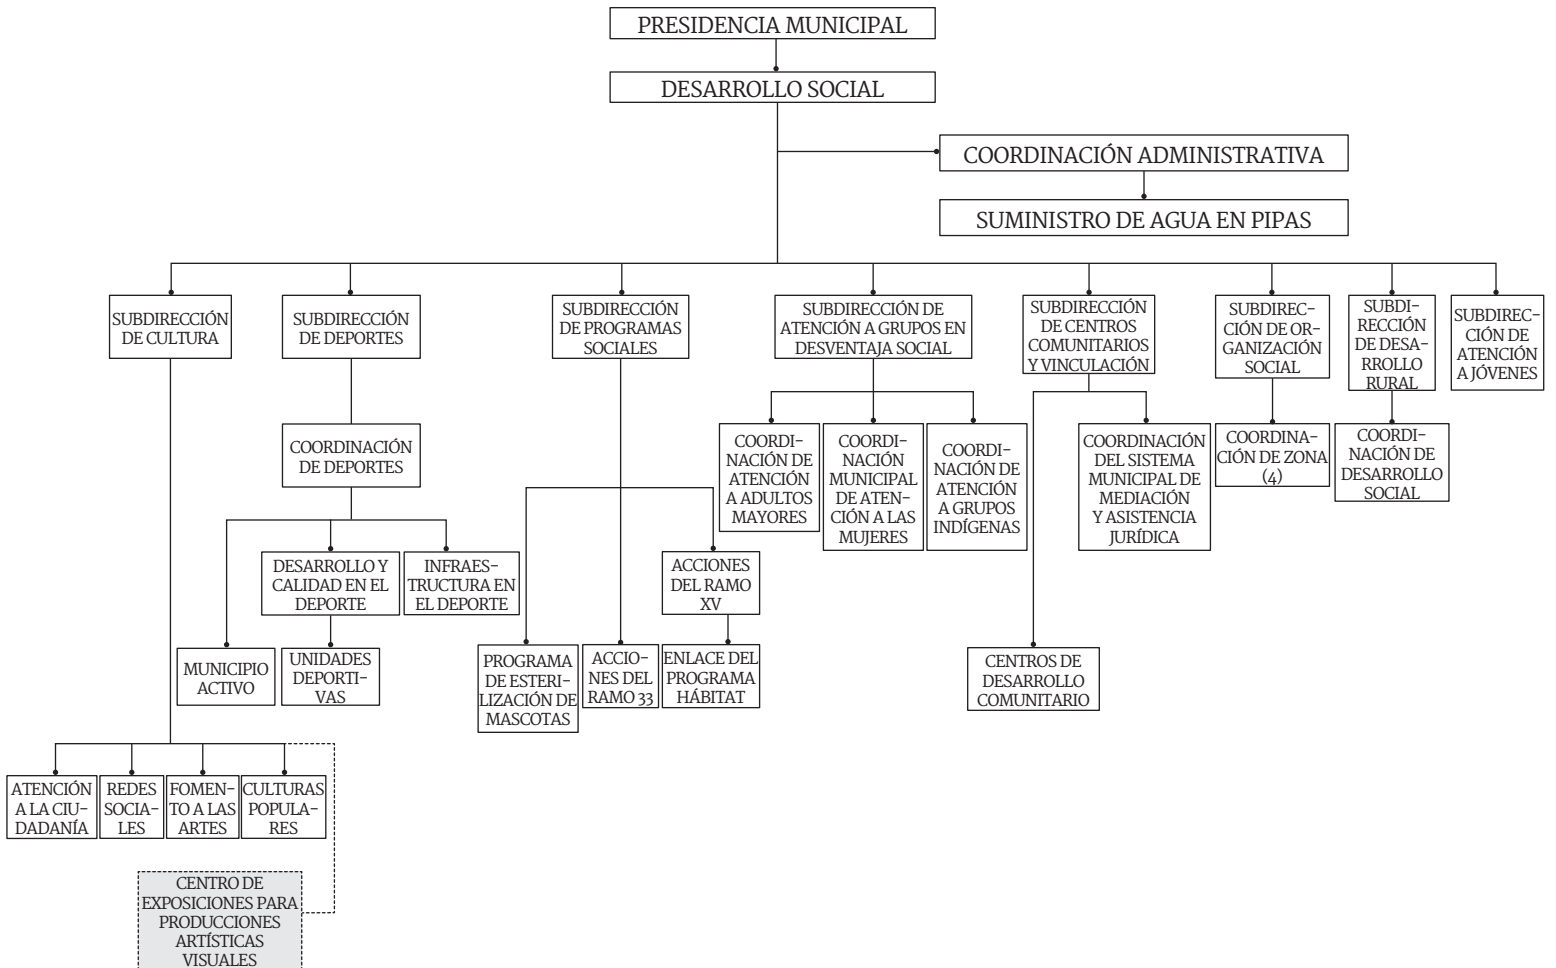 PRESIDENCIA MUNICIPAL
DESARROLLO SOCIAL
COORDINACIÓN ADMINISTRATIVA
SUMINISTRO DE AGUA EN PIPAS
SUBDIRECCIÓN
DE CULTURA
SUBDIRECCIÓN
DE DEPORTES
SUBDIRECCIÓN
DE PROGRAMAS
SOCIALES
SUBDIRECCIÓN DE
ATENCIÓN A GRUPOS EN
DESVENTAJA SOCIAL
SUBDIRECCIÓN
DE CENTROS
COMUNITARIOS
Y VINCULACIÓN
SUBDIREC-
CIÓN DE OR-
GANIZACIÓN
SOCIAL
SUBDI-
RECCIÓN
DE DESA-
RROLLO
RURAL
SUBDIREC-
CIÓN DE
ATENCIÓN
A JÓVENES
COORDINACIÓN
DE DEPORTES
COORDI-
NACIÓN DE
ATENCIÓN
A ADULTOS
MAYORES
COORDI-
NACIÓN
MUNICIPAL
DE ATEN-
CIÓN A LAS
MUJERES
COORDI-
NACIÓN DE
ATENCIÓN
A GRUPOS
INDÍGENAS
COORDINACIÓN
DEL SISTEMA
MUNICIPAL DE
MEDIACIÓN
Y ASISTENCIA
JURÍDICA
COORDINA-
CIÓN DE ZONA
(4)
COORDI-
NACIÓN DE
DESARROLLO
SOCIAL
DESARROLLO Y
CALIDAD EN EL
DEPORTE
INFRAES-
TRUCTURA EN
EL DEPORTE
ACCIONES
DEL RAMO
XV
MUNICIPIO
ACTIVO
UNIDADES
DEPORTI-
VAS
PROGRAMA
DE ESTERI-
LIZACIÓN DE
MASCOTAS
ACCIO-
NES DEL
RAMO 33
ENLACE DEL
PROGRAMA
HÁBITAT
CENTROS DE
DESARROLLO
COMUNITARIO
ATENCIÓN
A LA CIU-
DADANÍA
REDES
SOCIA-
LES
FOMEN-
TO A LAS
ARTES
CULTURAS
POPULA-
RES
CENTRO DE
EXPOSICIONES PARA
PRODUCCIONES
ARTÍSTICAS
VISUALES